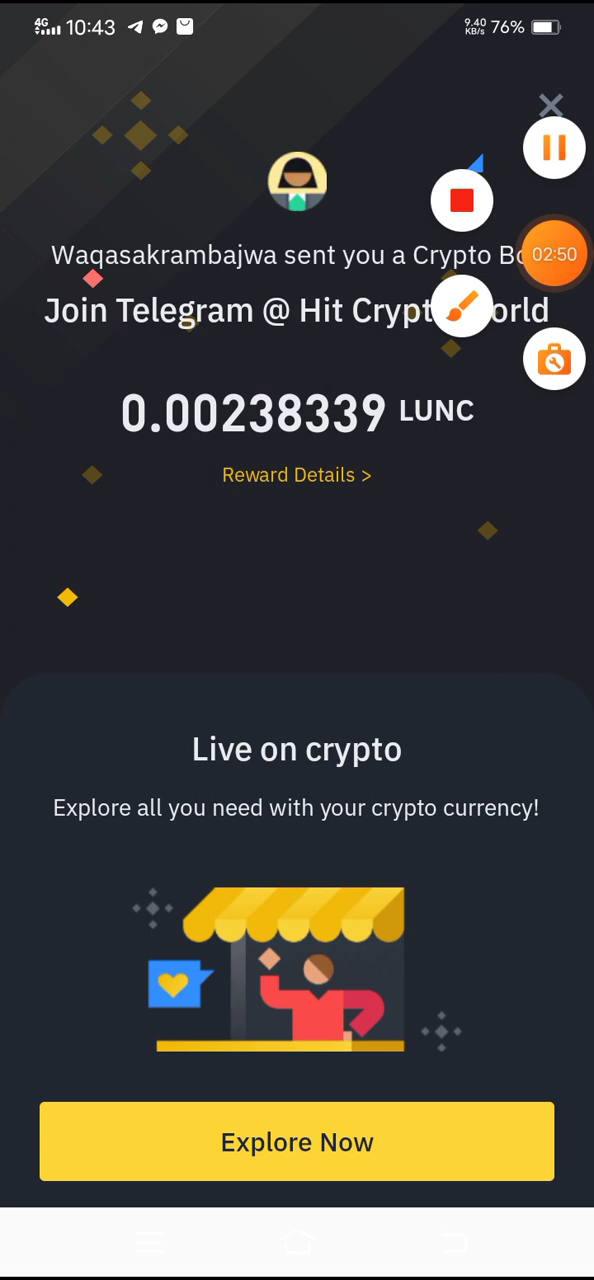 4G 10:43 9.40 KB/s 76%
Waqasakrambajwa sent you a Crypto
02:50
Join Telegram @ Hit Crypt orld
0.00238339 LUNC
Reward Details >
Live on crypto
Explore all you need with your crypto currency!
Explore Now